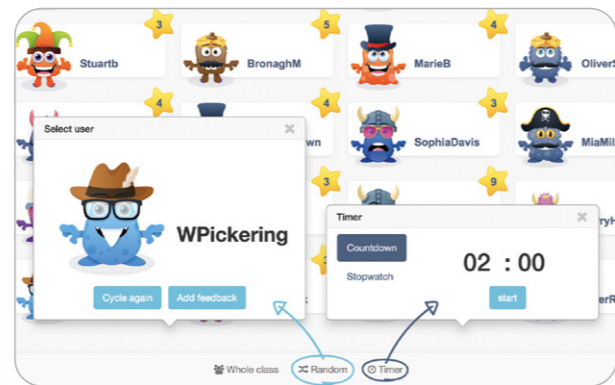 3
5
4
Stuartb
BronaghM
MarieB
Oliver
4
4
3
Select user
wn
SophiaDavis
MiaMil
WPickering
Cycle again
Add feedback
3
9
Timer
Countdown
02 : 00
Stopwatch
start
Whole class
Random
Timer